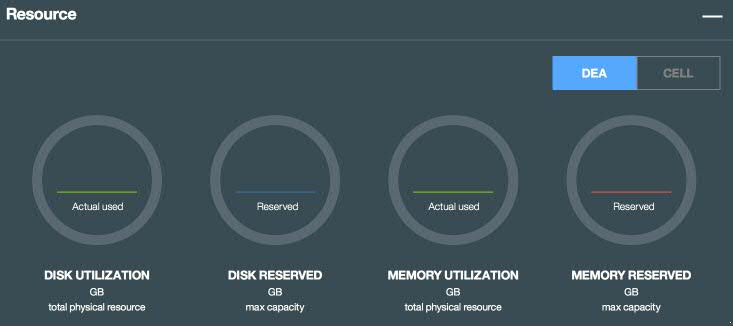 Resource
DEA CELL
Actual used Reserved Actual used Reserved
DISK UTILIZATION DISK RESERVED MEMORY UTILIZATION MEMORY RESERVED
GB GB GB GB
total physical resource max capacity total physical resource max capacity